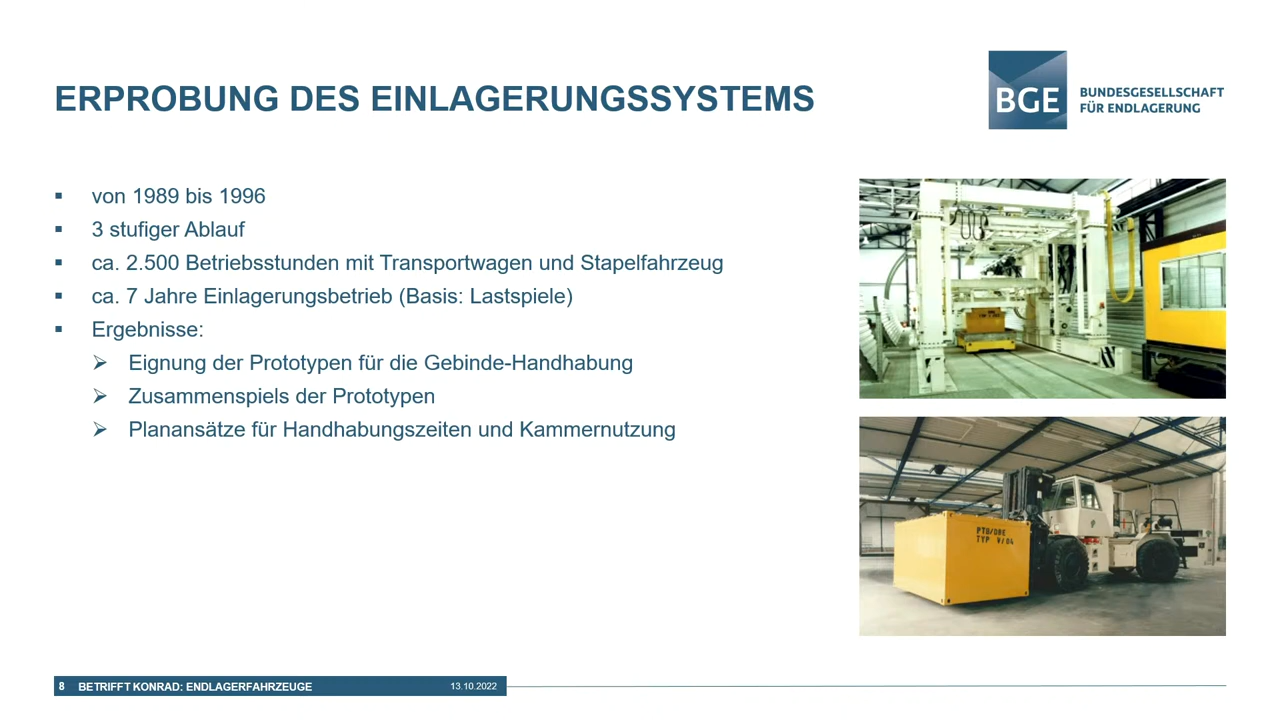 ERPROBUNG DES EINLAGERUNGSSYSTEMS
BGE
BUNDESGESELLSCHAFT
FÜR ENDLAGERUNG
von 1989 bis 1996
3 stufiger Ablauf
ca. 2.500 Betriebsstunden mit Transportwagen und Stapelfahrzeug
ca. 7 Jahre Einlagerungsbetrieb (Basis: Lastspiele)
Ergebnisse:
Eignung der Prototypen für die Gebinde-Handhabung
Zusammenspiels der Prototypen
Planansätze für Handhabungszeiten und Kammernutzung
PTB/DBE
TYP V/04
8 BETRIFFT KONRAD: ENDLAGERFAHRZEUGE 13.10.2022